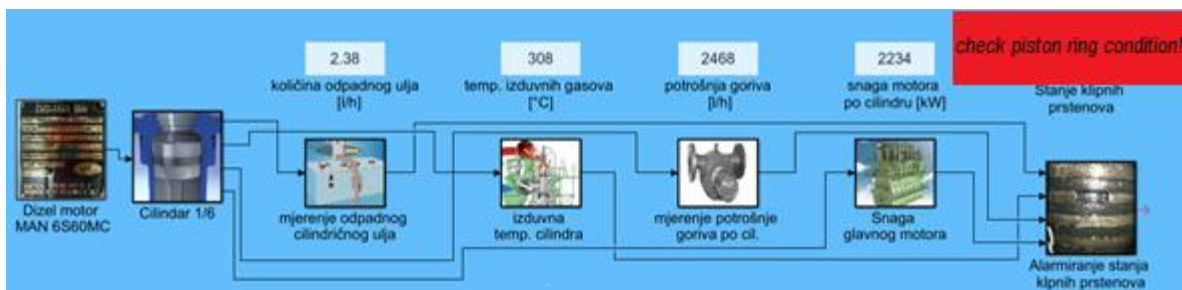 2.38
količina odpadnog ulja
[l/h]
308
temp. izduvnih gasova
[°C]
2468
potrošnja goriva
[l/h]
2234
snaga motora
po cilindru [kW]
check piston ring condition!
Stanje klipnih
prstenova
Dizel motor
MAN 6S60MC
Cilindar 1/6
mjerenje odpadnog
cilindričnog ulja
izduvna
temp. cilindra
mjerenje potrošnje
goriva po cil.
Snaga
glavnog motora
Alarmiranje stanja
klpnih prstenova